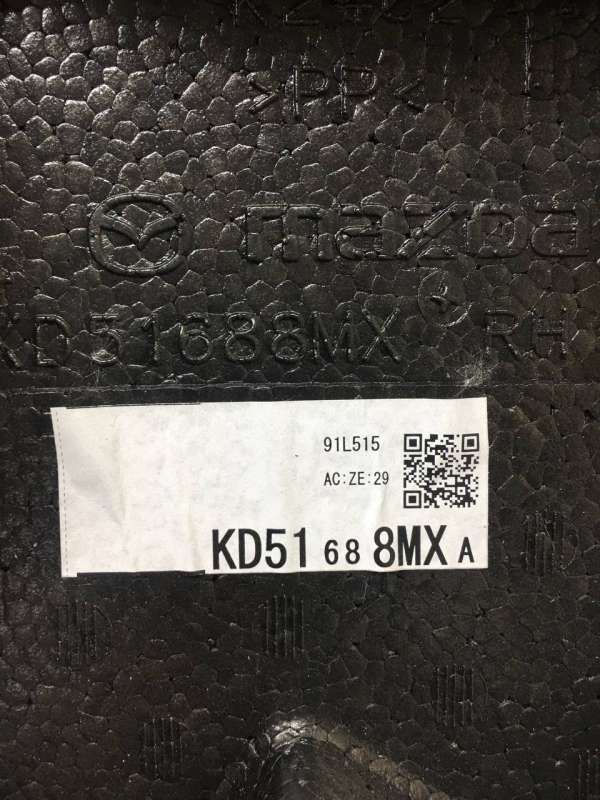 >PP<
mazda
KD51688MX RH
91L515
AC:ZE:29
KD51 68 8MX A